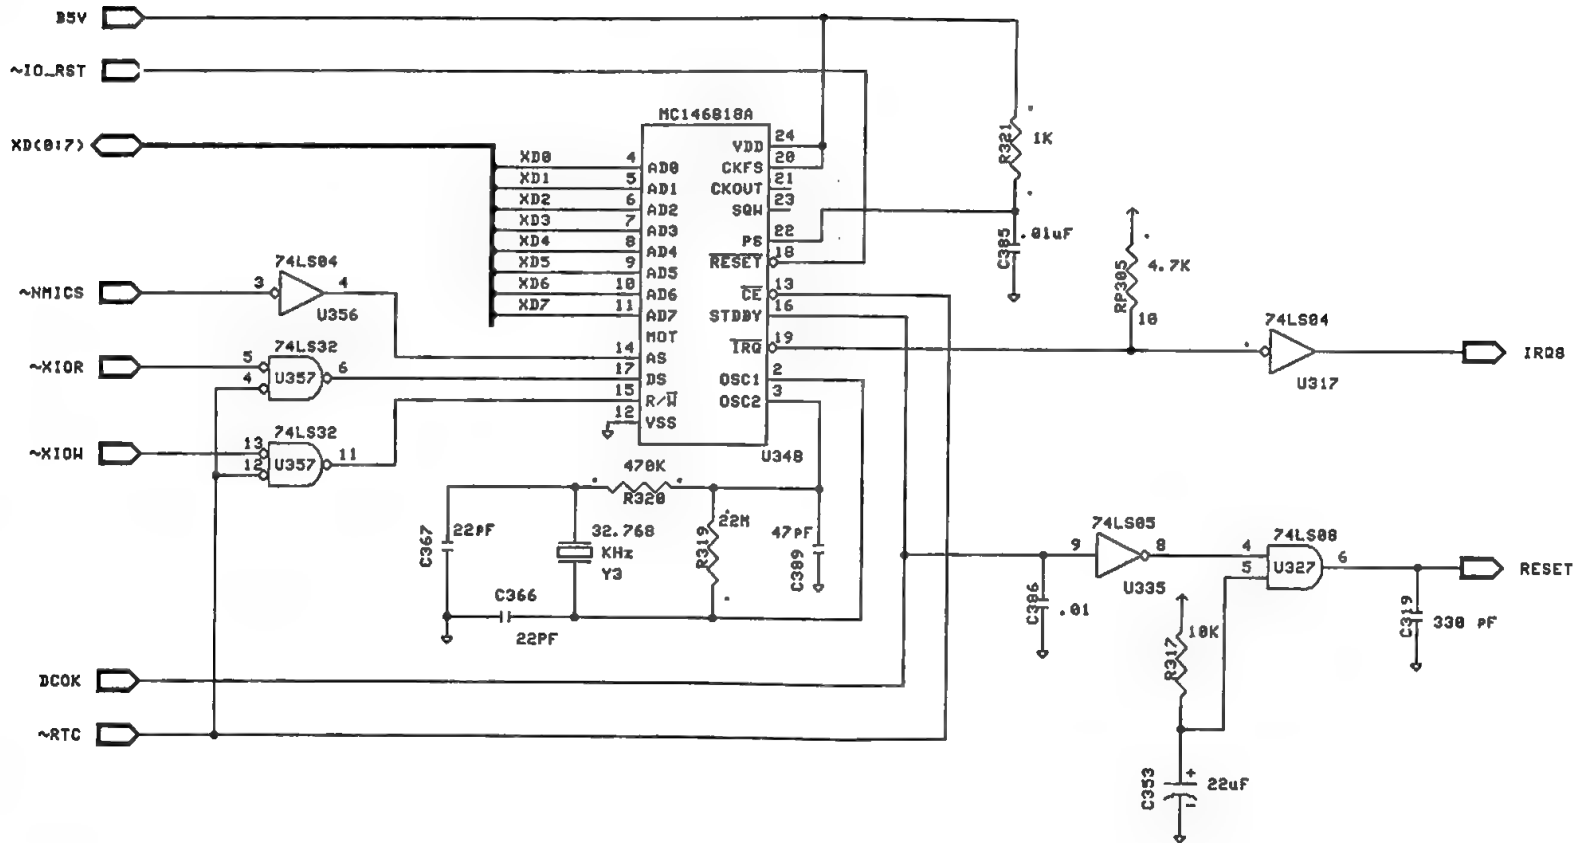 B5V
~IO_RST
MC146818A
XD(0:7)
XD0 4 AD0
XD1 5 AD1
XD2 6 AD2
XD3 7 AD3
XD4 8 AD4
XD5 9 AD5
XD6 10 AD6
XD7 11 AD7
MOT
14 AS
17 DS
15 R/W
12 VSS
VDD 24
CKFS 20
CKOUT 21
SQW 23
PS 22
RESET 18
CE 13
STDBY 16
IRQ 19
OSC1 2
OSC2 3
U348
R321 1K
C385 .01uF
RP305 4.7K
10
74LS04
U317
IRQ8
~NMICS
74LS04
3 4
U356
~XIOR
74LS32
5
4
U357 6
~XIOW
74LS32
13
12
U357 11
470K
R320
C367 22PF
32.768
KHz
Y3
R319 22M
47PF
C389
C366
22PF
DCOK
~RTC
C386 .01
74LS05
9 8
U335
74LS08
4
5
U327 6
RESET
R317 10K
C319 330 PF
C353 + 22uF
-